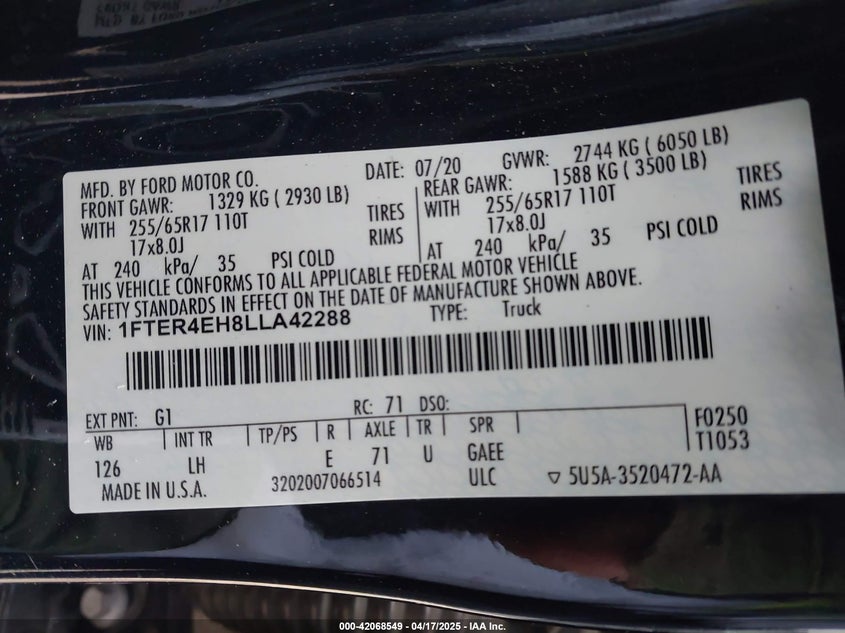 MFD. BY FORD MOTOR CO. DATE: 07/20 GVWR: 2744 KG ( 6050 LB)
FRONT GAWR: 1329 KG ( 2930 LB) REAR GAWR: 1588 KG ( 3500 LB)
WITH 255/65R17 110T TIRES WITH 255/65R17 110T TIRES
17x8.0J RIMS 17x8.0J RIMS
AT 240 kPa/ 35 PSI COLD AT 240 kPa/ 35 PSI COLD
THIS VEHICLE CONFORMS TO ALL APPLICABLE FEDERAL MOTOR VEHICLE
SAFETY STANDARDS IN EFFECT ON THE DATE OF MANUFACTURE SHOWN ABOVE.
VIN: 1FTER4EH8LLA42288 TYPE: Truck
EXT PNT: G1 RC: 71 DSO:
WB INT TR TP/PS R AXLE TR SPR F0250
126 LH E 71 U GAEE T1053
MADE IN U.S.A. 3202007066514 ULC ▽ 5U5A-3520472-AA
000-42068549 - 04/17/2025 - IAA Inc.